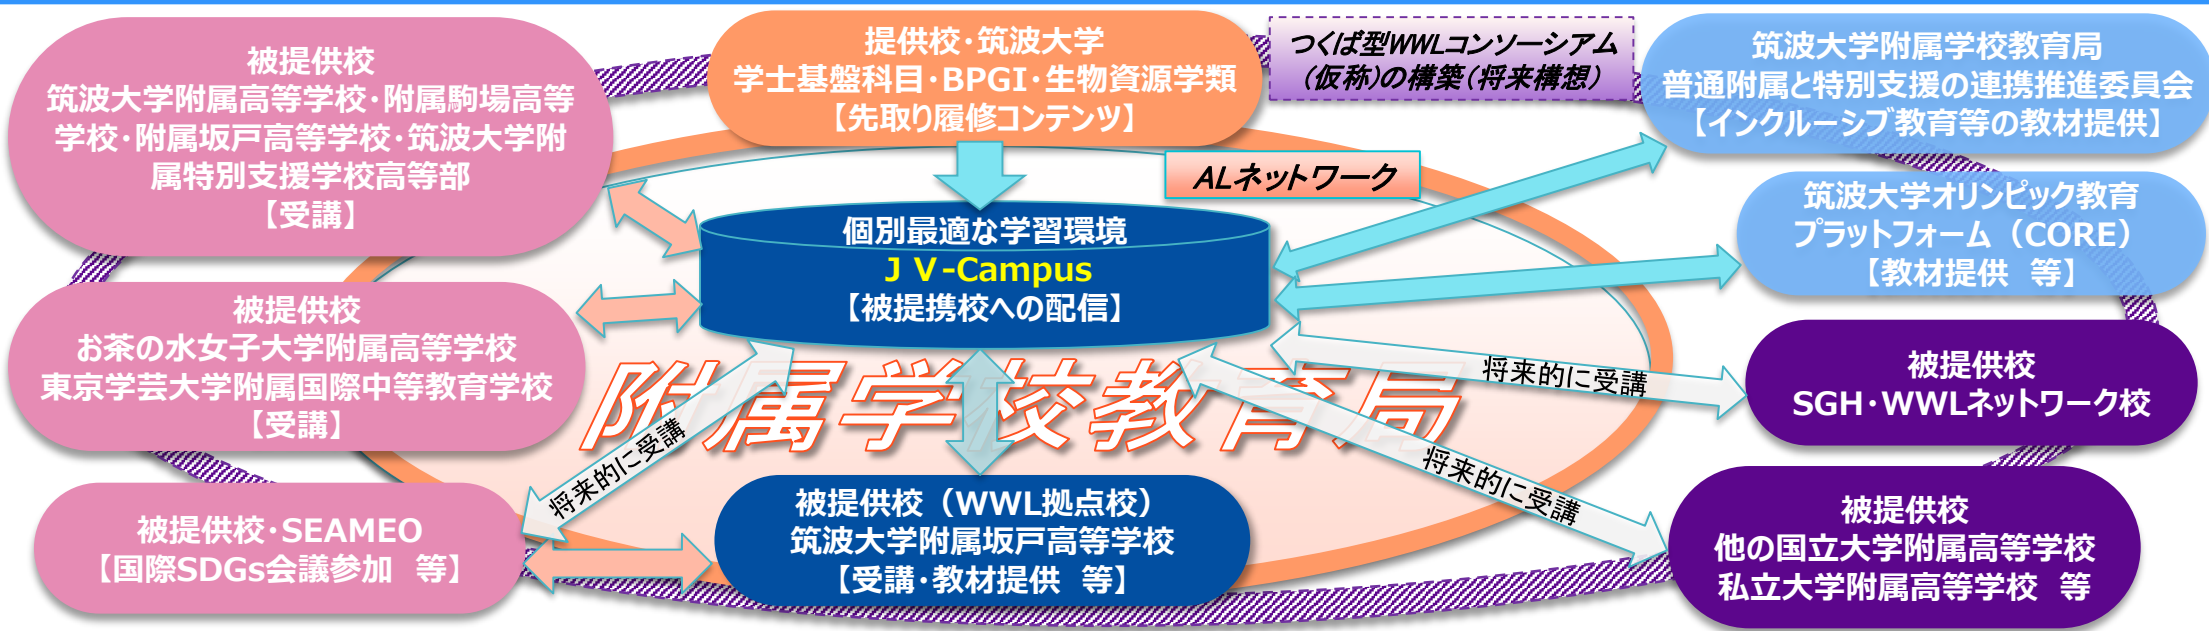 被提供校
筑波大学附属高等学校・附属駒場高等
学校・附属坂戸高等学校・筑波大学附
属特別支援学校高等部
【受講】
提供校・筑波大学
学士基盤科目・BPGI・生物資源学類
【先取り履修コンテンツ】
つくば型WWLコンソーシアム
(仮称)の構築(将来構想)
筑波大学附属学校教育局
普通附属と特別支援の連携推進委員会
【インクルーシブ教育等の教材提供】
ALネットワーク
個別最適な学習環境
J V-Campus
【被提携校への配信】
筑波大学オリンピック教育
プラットフォーム（CORE）
【教材提供　等】
被提供校
お茶の水女子大学附属高等学校
東京学芸大学附属国際中等教育学校
【受講】
附属学校教育局
将来的に受講
被提供校
SGH・WWLネットワーク校
将来的に受講
将来的に受講
被提供校・SEAMEO
【国際SDGs会議参加　等】
被提供校（WWL拠点校）
筑波大学附属坂戸高等学校
【受講・教材提供　等】
被提供校
他の国立大学附属高等学校
私立大学附属高等学校　等